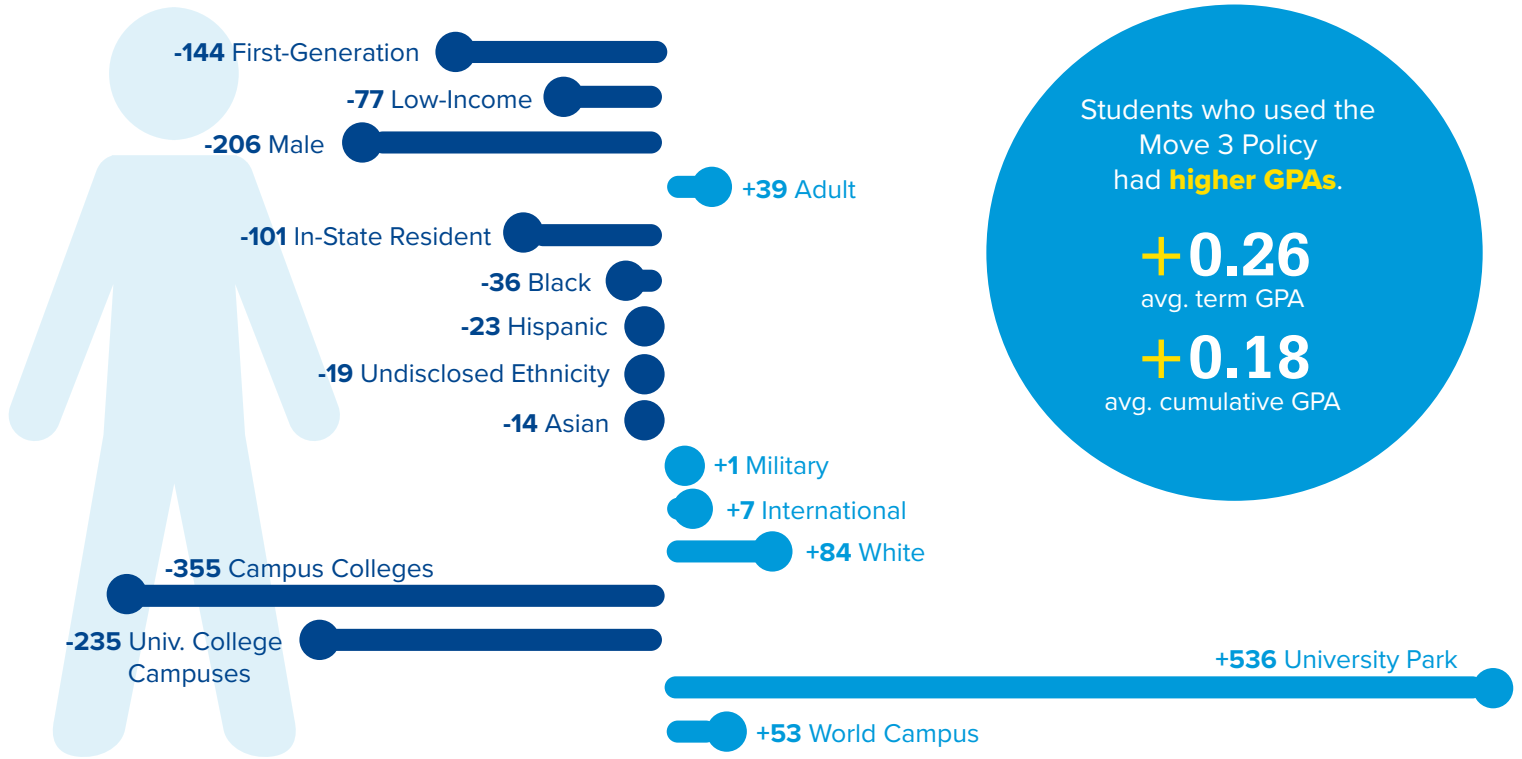 -144 First-Generation
-77 Low-Income
-206 Male
+39 Adult
-101 In-State Resident
-36 Black
-23 Hispanic
-19 Undisclosed Ethnicity
-14 Asian
+1 Military
+7 International
+84 White
-355 Campus Colleges
-235 Univ. College
Campuses
+536 University Park
+53 World Campus
Students who used the
Move 3 Policy
had higher GPAs.
+0.26
avg. term GPA
+0.18
avg. cumulative GPA